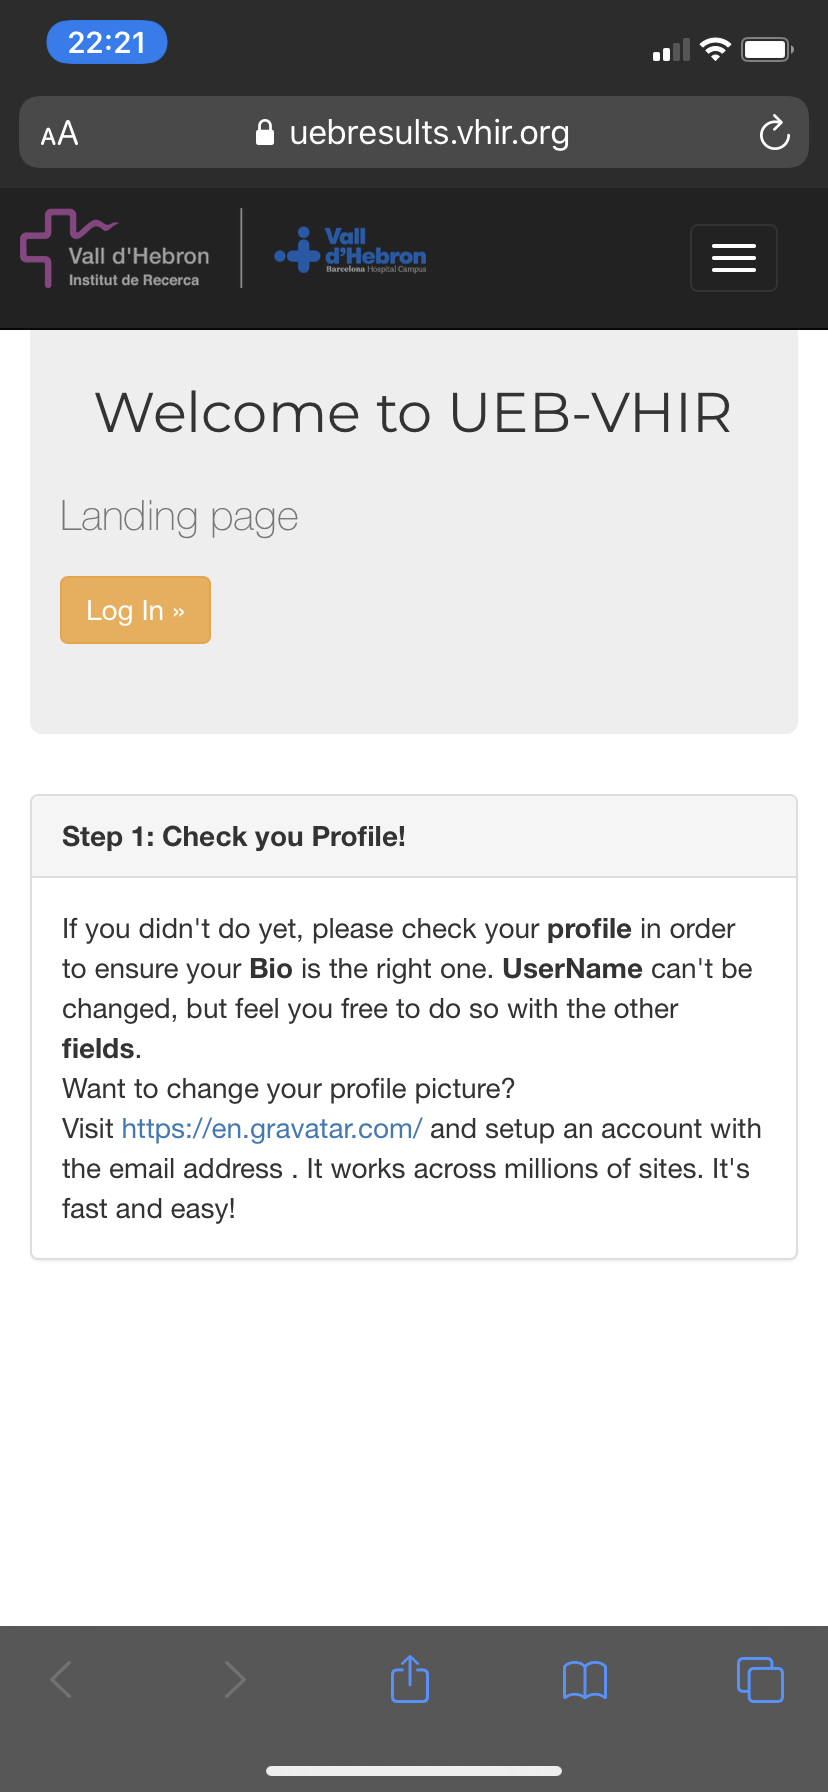 22:21
AA
uebresults.vhir.org
Vall d'Hebron
Institut de Recerca
Vall
d'Hebron
Barcelona Hospital Campus
Welcome to UEB-VHIR
Landing page
Log In »
Step 1: Check you Profile!
If you didn't do yet, please check your profile in order
to ensure your Bio is the right one. UserName can't be
changed, but feel you free to do so with the other
fields.
Want to change your profile picture?
Visit https://en.gravatar.com/ and setup an account with
the email address . It works across millions of sites. It's
fast and easy!